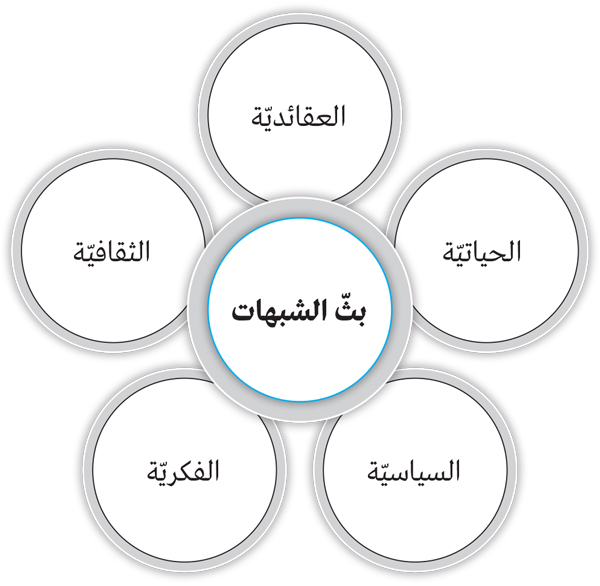 العقائديّة
الحياتيّة
الثقافيّة
بثّ الشبهات
السياسيّة
الفكريّة